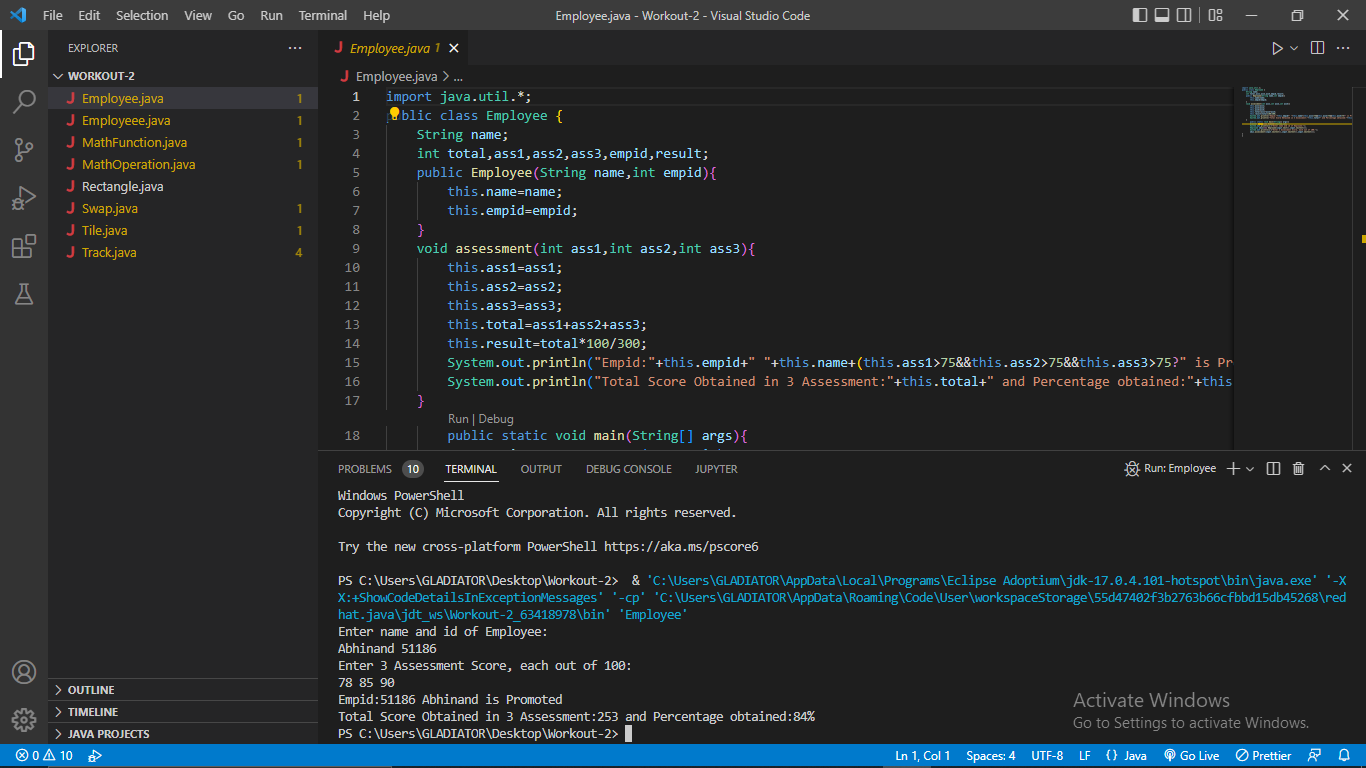 File Edit Selection View Go Run Terminal Help Employee.java - Workout-2 - Visual Studio Code
EXPLORER
WORKOUT-2
Employee.java 1
Employeee.java 1
MathFunction.java 1
MathOperation.java 1
Rectangle.java
Swap.java 1
Tile.java 1
Track.java 4
OUTLINE
TIMELINE
JAVA PROJECTS
Employee.java 1
Employee.java > ...
1 import java.util.*;
2 blic class Employee {
3 String name;
4 int total,ass1,ass2,ass3,empid,result;
5 public Employee(String name,int empid){
6 this.name=name;
7 this.empid=empid;
8 }
9 void assessment(int ass1,int ass2,int ass3){
10 this.ass1=ass1;
11 this.ass2=ass2;
12 this.ass3=ass3;
13 this.total=ass1+ass2+ass3;
14 this.result=total*100/300;
15 System.out.println("Empid:"+this.empid+" "+this.name+(this.ass1>75&&this.ass2>75&&this.ass3>75?" is Pr
16 System.out.println("Total Score Obtained in 3 Assessment:"+this.total+" and Percentage obtained:"+this
17 }
Run | Debug
18 public static void main(String[] args){
PROBLEMS 10 TERMINAL OUTPUT DEBUG CONSOLE JUPYTER Run: Employee
Windows PowerShell
Copyright (C) Microsoft Corporation. All rights reserved.
Try the new cross-platform PowerShell https://aka.ms/pscore6
PS C:\Users\GLADIATOR\Desktop\Workout-2>  & 'C:\Users\GLADIATOR\AppData\Local\Programs\Eclipse Adoptium\jdk-17.0.4.101-hotspot\bin\java.exe' '-X
X:+ShowCodeDetailsInExceptionMessages' '-cp' 'C:\Users\GLADIATOR\AppData\Roaming\Code\User\workspaceStorage\55d47402f3b2763b66cfbbd15db45268\red
hat.java\jdt_ws\Workout-2_63418978\bin' 'Employee'
Enter name and id of Employee:
Abhinand 51186
Enter 3 Assessment Score, each out of 100:
78 85 90
Empid:51186 Abhinand is Promoted
Total Score Obtained in 3 Assessment:253 and Percentage obtained:84%
PS C:\Users\GLADIATOR\Desktop\Workout-2>
Activate Windows
Go to Settings to activate Windows.
0 10 Ln 1, Col 1 Spaces: 4 UTF-8 LF {} Java Go Live Prettier